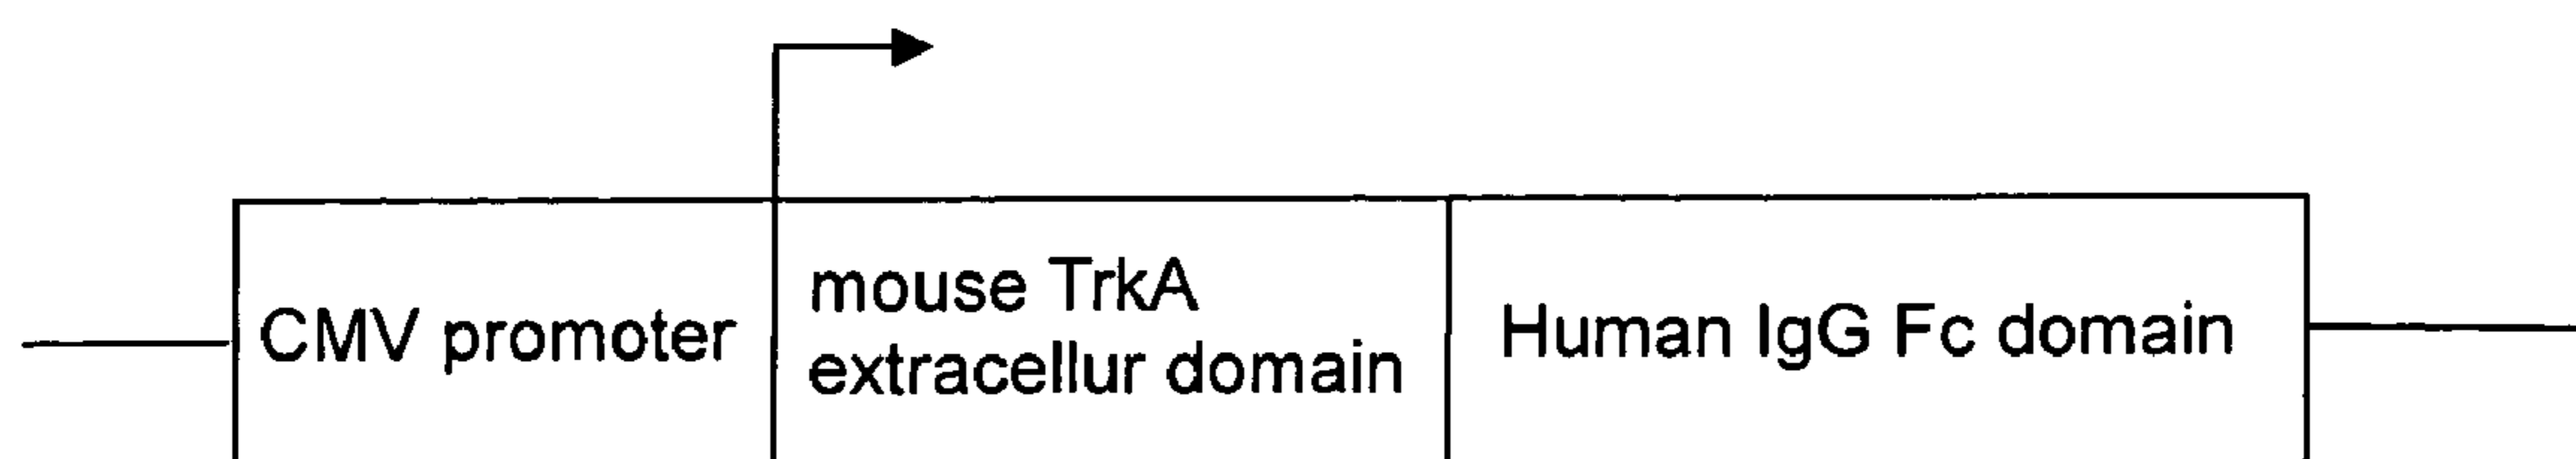 CMV promoter
mouse TrkA
extracellur domain
Human IgG Fc domain